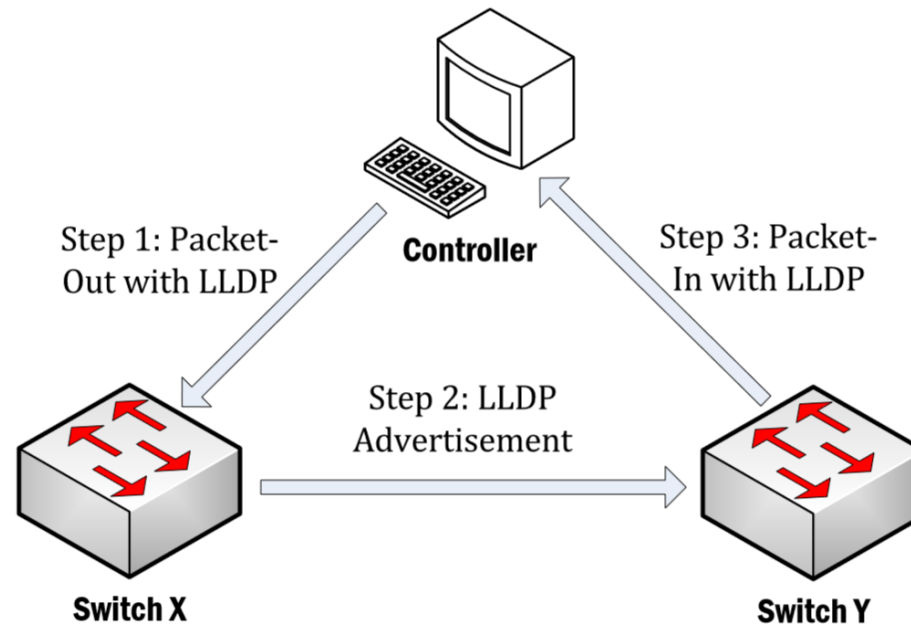 Step 1: Packet-
Out with LLDP
Controller
Step 3: Packet-
In with LLDP
Step 2: LLDP
Advertisement
Switch X
Switch Y